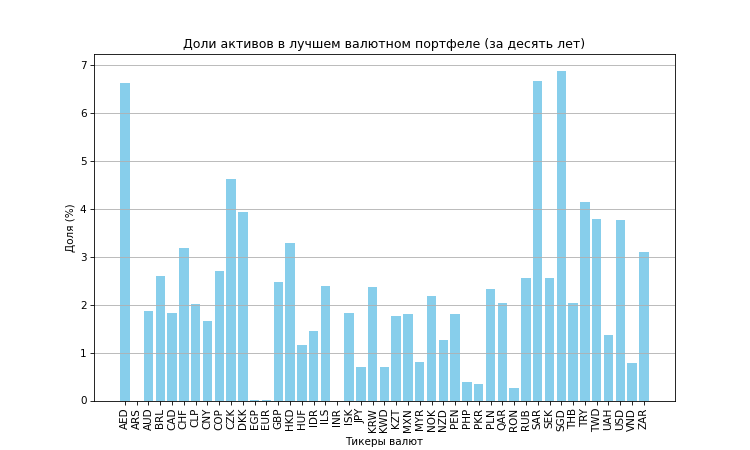 Доли активов в лучшем валютном портфеле (за десять лет)
Доля (%)
7
6
5
4
3
2
1
0
AED ARS AUD BRL CAD CHF CLP CNY COP CZK DKK EGP EUR GBP HKD HUF IDR ILS INR ISK JPY KRW KWD KZT MXN MYR NOK NZD PEN PHP PKR PLN QAR RON RUB SAR SEK SGD THB TRY TWD UAH USD VND ZAR
Тикеры валют